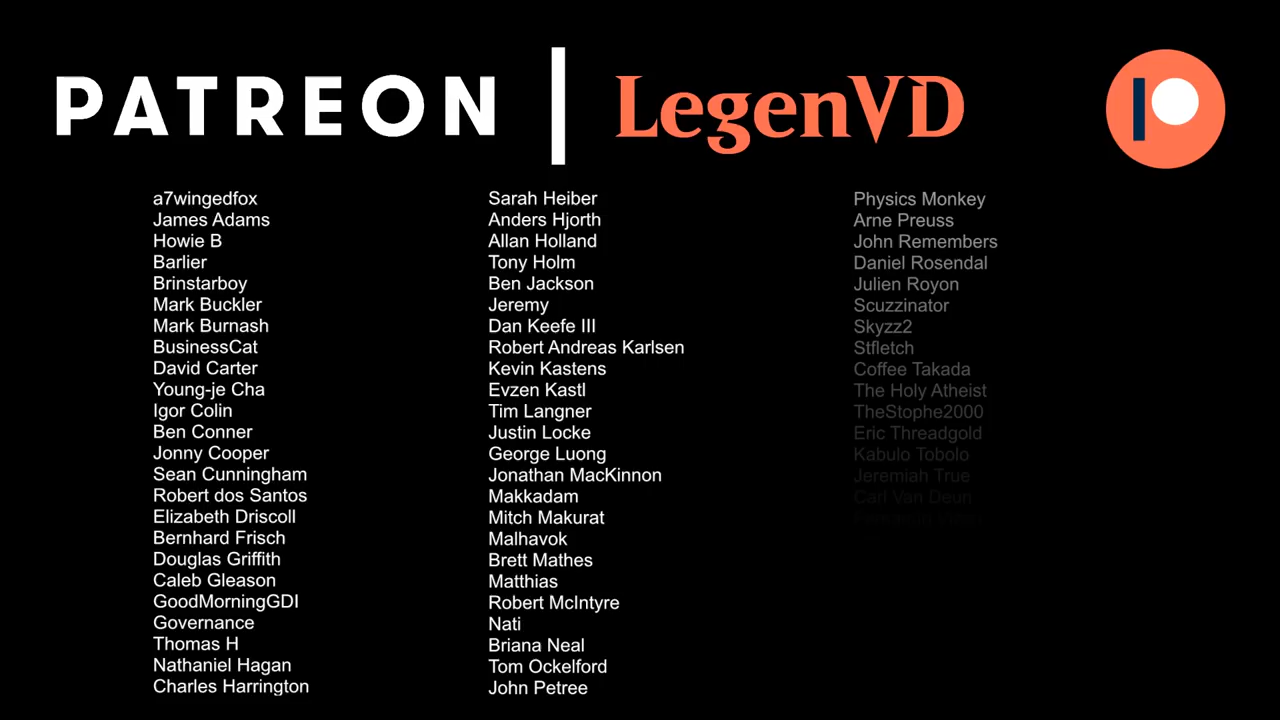 PATREON | LegenVD
a7wingedfox
James Adams
Howie B
Barlier
Brinstarboy
Mark Buckler
Mark Burnash
BusinessCat
David Carter
Young-je Cha
Igor Colin
Ben Conner
Jonny Cooper
Sean Cunningham
Robert dos Santos
Elizabeth Driscoll
Bernhard Frisch
Douglas Griffith
Caleb Gleason
GoodMorningGDI
Governance
Thomas H
Nathaniel Hagan
Charles Harrington
Sarah Heiber
Anders Hjorth
Allan Holland
Tony Holm
Ben Jackson
Jeremy
Dan Keefe III
Robert Andreas Karlsen
Kevin Kastens
Evzen Kastl
Tim Langner
Justin Locke
George Luong
Jonathan MacKinnon
Makkadam
Mitch Makurat
Malhavok
Brett Mathes
Matthias
Robert McIntyre
Nati
Briana Neal
Tom Ockelford
John Petree
Physics Monkey
Arne Preuss
John Remembers
Daniel Rosendal
Julien Royon
Scuzzinator
Skyzz2
Stfletch
Coffee Takada
The Holy Atheist
TheStophe2000
Eric Threadgold
Kabulo Tobolo
Jeremiah True
Carl Van Deun